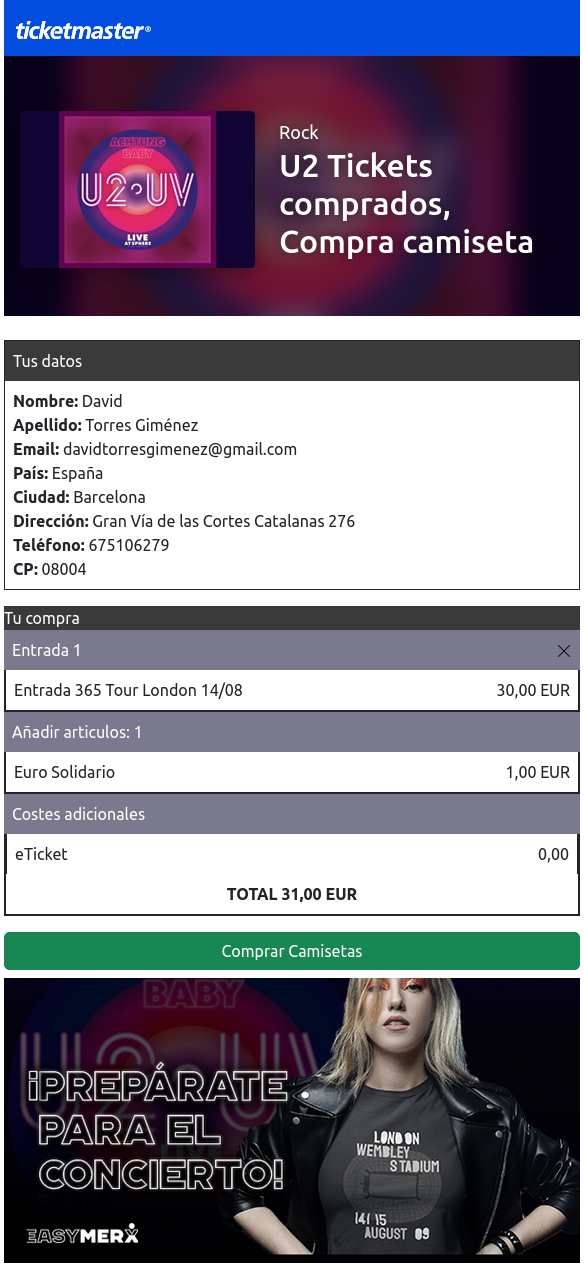 ticketmaster®
ACHTUNG
BABY
U2 UV
LIVE
AT SPHERE
Rock
U2 Tickets
comprados,
Compra camiseta
Tus datos
Nombre: David
Apellido: Torres Giménez
Email: davidtorresgimenez@gmail.com
País: España
Ciudad: Barcelona
Dirección: Gran Vía de las Cortes Catalanas 276
Teléfono: 675106279
CP: 08004
Tu compra
Entrada 1
Entrada 365 Tour London 14/08 30,00 EUR
Añadir articulos: 1
Euro Solidario 1,00 EUR
Costes adicionales
eTicket 0,00
TOTAL 31,00 EUR
Comprar Camisetas
BABY
U2 UV
¡PREPÁRATE
PARA EL
CONCIERTO!
LONDON
WEMBLEY
STADIUM
14/15
AUGUST 09
EASYMERX